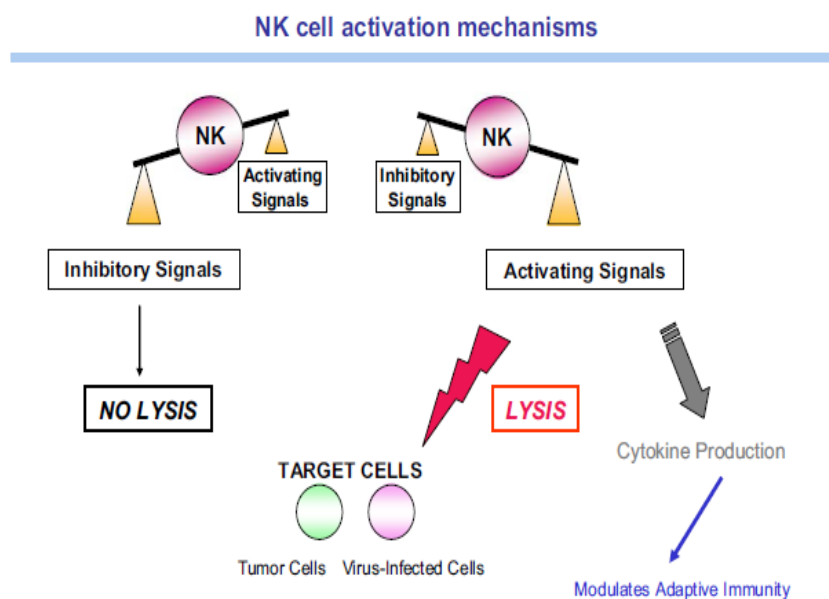 NK cell activation mechanisms
NK
Activating
Signals
Inhibitory Signals
NO LYSIS
NK
Inhibitory
Signals
Activating Signals
LYSIS
TARGET CELLS
Tumor Cells
Virus-Infected Cells
Cytokine Production
Modulates Adaptive Immunity